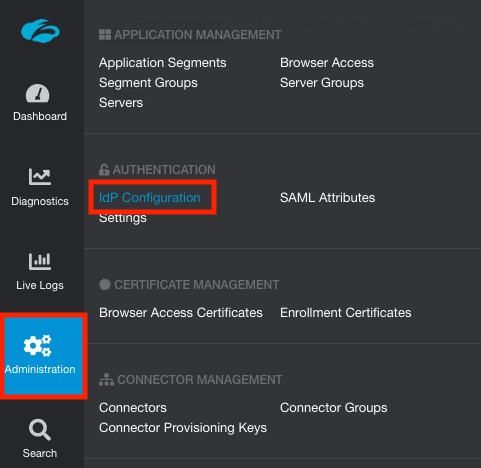 APPLICATION MANAGEMENT
Application Segments Browser Access
Segment Groups Server Groups
Servers
Dashboard
AUTHENTICATION
IdP Configuration SAML Attributes
Settings
Diagnostics
CERTIFICATE MANAGEMENT
Live Logs
Browser Access Certificates Enrollment Certificates
Administration
CONNECTOR MANAGEMENT
Connectors Connector Groups
Connector Provisioning Keys
Search